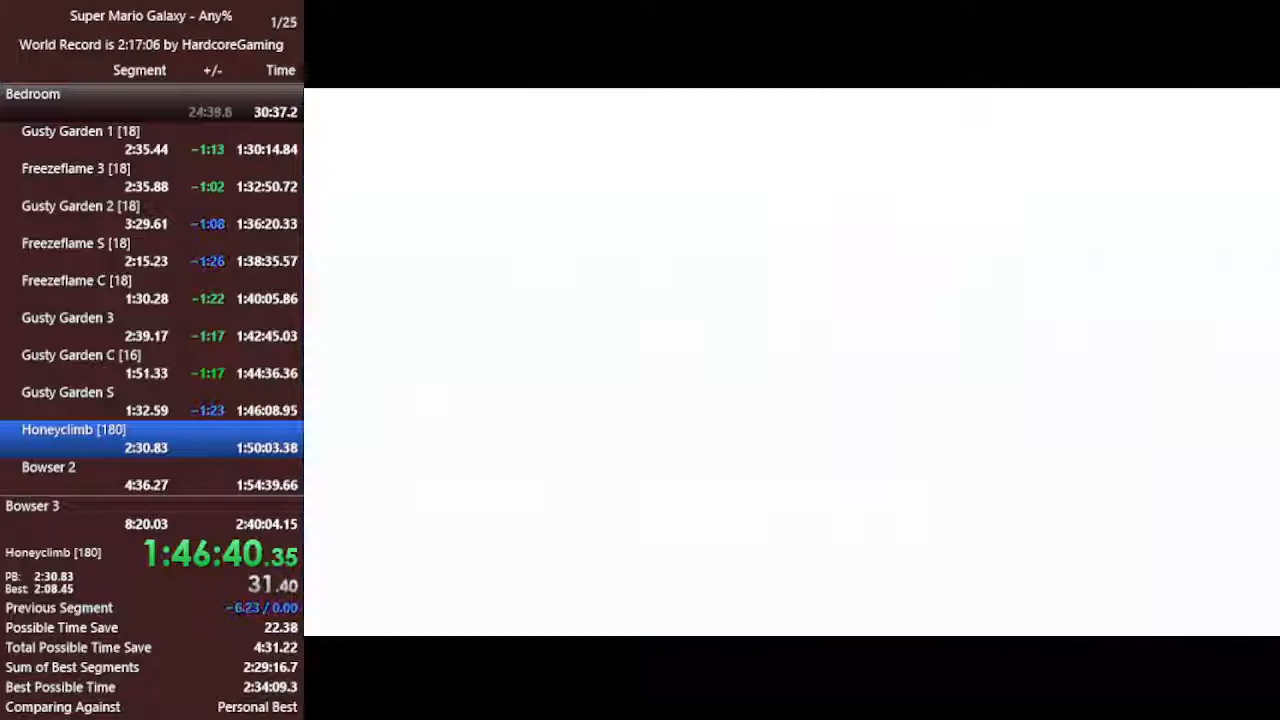 Super Mario Galaxy - Any%
1/25
World Record is 2:17:06 by HardcoreGaming
Segment +/- Time
Bedroom
24:39.8 30:37.2
Gusty Garden 1 [18]
2:35.44 -1:13 1:30:14.84
Freezeflame 3 [18]
2:35.88 -1:02 1:32:50.72
Gusty Garden 2 [18]
3:29.61 -1:08 1:36:20.33
Freezeflame S [18]
2:15.23 -1:26 1:38:35.57
Freezeflame C [18]
1:30.28 -1:22 1:40:05.86
Gusty Garden 3
2:39.17 -1:17 1:42:45.03
Gusty Garden C [16]
1:51.33 -1:17 1:44:36.36
Gusty Garden S
1:32.59 -1:23 1:46:08.95
Honeyclimb [180]
2:30.83 1:50:03.38
Bowser 2
4:36.27 1:54:39.66
Bowser 3
8:20.03 2:40:04.15
Honeyclimb [180] 1:46:40.35
PB: 2:30.83
Best: 2:08.45
31.40
Previous Segment -6.23 / 0.00
Possible Time Save 22.38
Total Possible Time Save 4:31.22
Sum of Best Segments 2:29:16.7
Best Possible Time 2:34:09.3
Comparing Against Personal Best